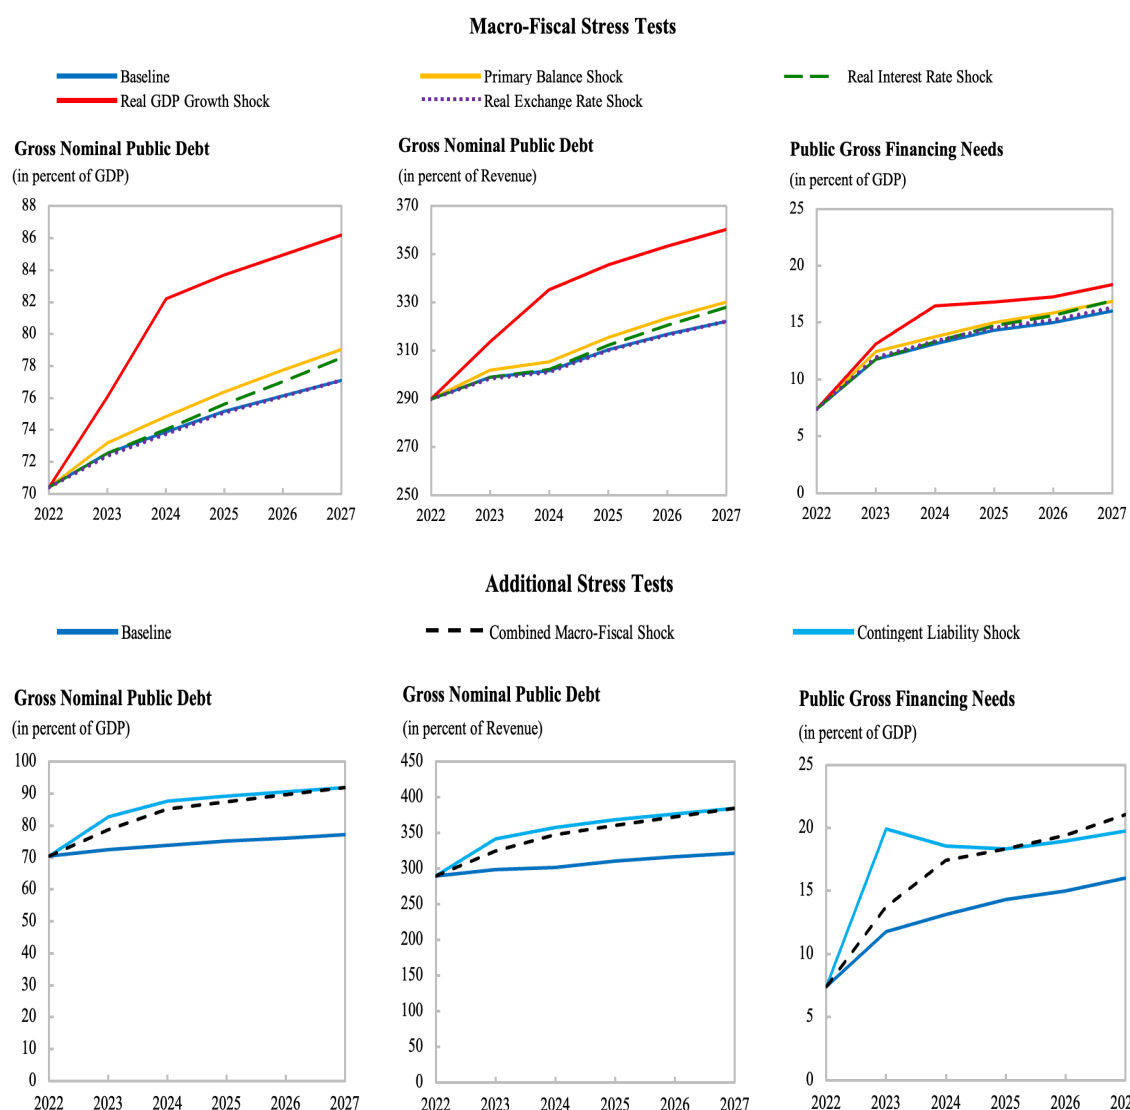 Macro-Fiscal Stress Tests
Baseline
Primary Balance Shock
Real Interest Rate Shock
Real GDP Growth Shock
Real Exchange Rate Shock
Gross Nominal Public Debt
(in percent of GDP)
88
86
84
82
80
78
76
74
72
70
2022 2023 2024 2025 2026 2027
Gross Nominal Public Debt
(in percent of Revenue)
370
350
330
310
290
270
250
2022 2023 2024 2025 2026 2027
Public Gross Financing Needs
(in percent of GDP)
25
20
15
10
5
0
2022 2023 2024 2025 2026 2027
Additional Stress Tests
Baseline
Combined Macro-Fiscal Shock
Contingent Liability Shock
Gross Nominal Public Debt
(in percent of GDP)
100
90
80
70
60
50
40
30
20
10
0
2022 2023 2024 2025 2026 2027
Gross Nominal Public Debt
(in percent of Revenue)
450
400
350
300
250
200
150
100
50
0
2022 2023 2024 2025 2026 2027
Public Gross Financing Needs
(in percent of GDP)
25
20
15
10
5
0
2022 2023 2024 2025 2026